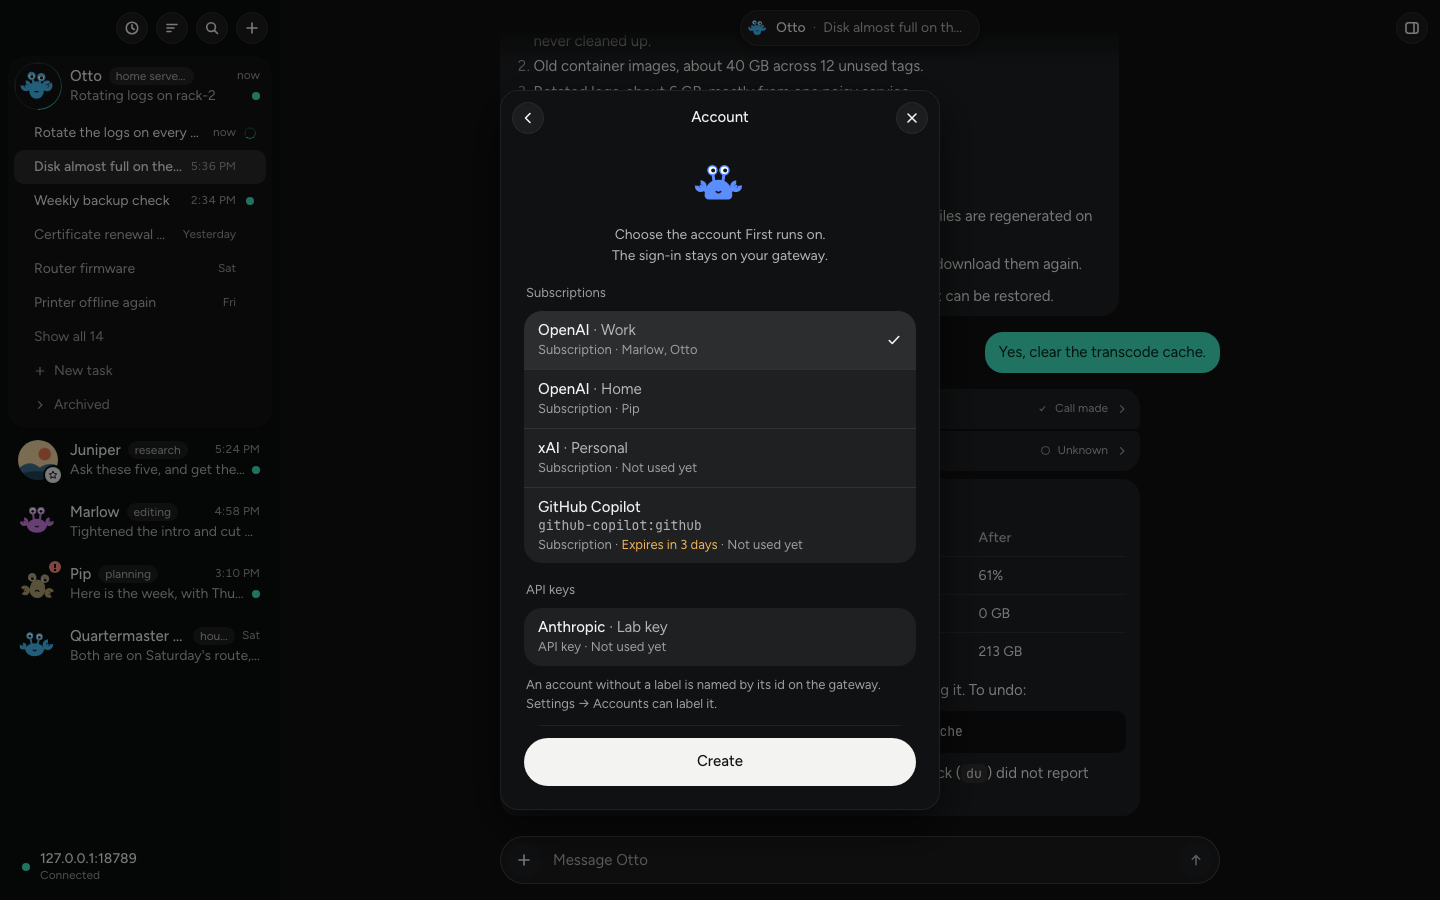 Otto · Disk almost full on th…
Otto home serve… now
Rotating logs on rack-2
Rotate the logs on every … now
Disk almost full on the… 5:36 PM
Weekly backup check 2:34 PM
Certificate renewal … Yesterday
Router firmware Sat
Printer offline again Fri
Show all 14
New task
Archived
Juniper research 5:24 PM
Ask these five, and get the…
Marlow editing 4:58 PM
Tightened the intro and cut …
Pip planning 3:10 PM
Here is the week, with Thu…
Quartermaster … hou… Sat
Both are on Saturday's route,…
127.0.0.1:18789
Connected
never cleaned up.
2. Old container images, about 40 GB across 12 unused tags.
Account
Choose the account First runs on.
The sign-in stays on your gateway.
Subscriptions
OpenAI · Work
Subscription · Marlow, Otto
OpenAI · Home
Subscription · Pip
xAI · Personal
Subscription · Not used yet
GitHub Copilot
github-copilot:github
Subscription · Expires in 3 days · Not used yet
API keys
Anthropic · Lab key
API key · Not used yet
An account without a label is named by its id on the gateway.
Settings → Accounts can label it.
Create
are regenerated on
download them again.
can be restored.
Yes, clear the transcode cache.
Call made
Unknown
After
61%
0 GB
213 GB
it. To undo:
(du) did not report
Message Otto